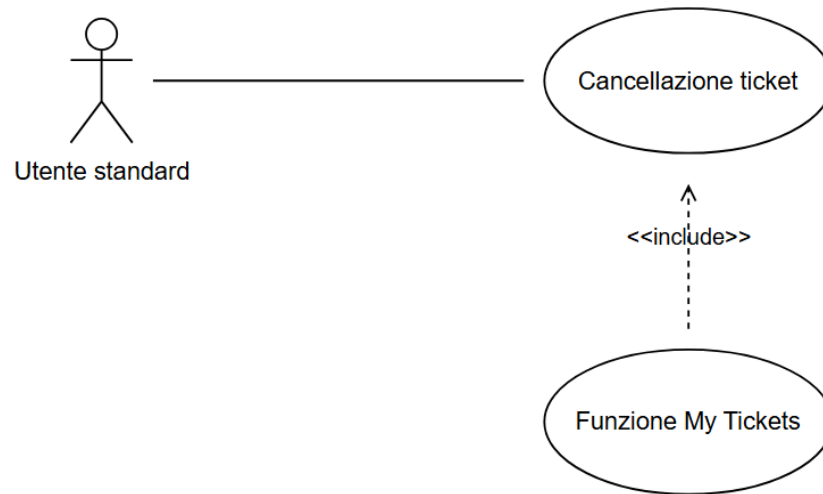 Cancellazione ticket
Utente standard
<<include>>
Funzione My Tickets